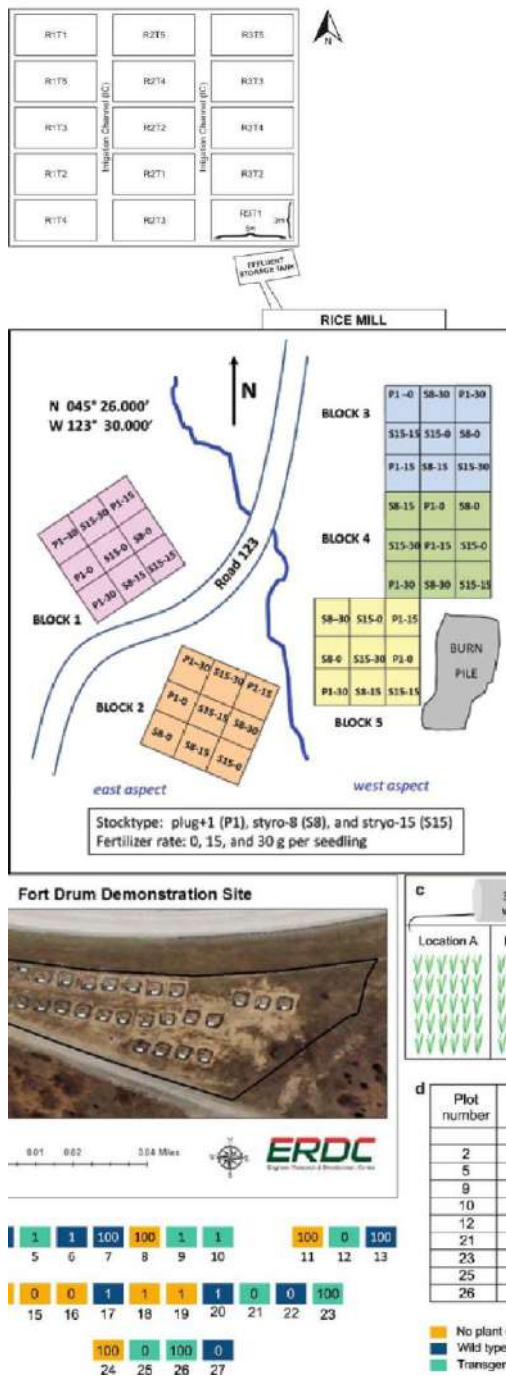 R1T1 R2T5 R3T5
N
R1T5 R2T4 R3T3
Irrigation Channel (IC) Irrigation Channel (IC)
R1T3 R2T2 R3T4
R1T2 R2T1 R3T2
R1T4 R2T3 R3T1
3m
5m
EFFLUENT
STORAGE TANK
RICE MILL
N 045° 26.000'
W 123° 30.000'
N
BLOCK 3
P1-0 S8-30 P1-30
S15-15 S15-0 S8-0
P1-15 S8-15 S15-30
BLOCK 4
S8-15 P1-0 S8-0
S15-30 P1-15 S15-0
P1-30 S8-30 S15-15
P1-30 S15-30 P1-15
P1-0 S15-0 S8-0
P1-30 S8-15 S15-15
BLOCK 1
Road 123
S8-30 S15-0 P1-15
S8-0 S15-30 P1-0
P1-30 S8-15 S15-15
BLOCK 5
BURN
PILE
P1-30 S15-30 P1-15
P1-0 S15-15 S8-30
S8-0 S8-15 S15-0
BLOCK 2
east aspect west aspect
Stocktype: plug+1 (P1), styro-8 (S8), and stryo-15 (S15)
Fertilizer rate: 0, 15, and 30 g per seedling
Fort Drum Demonstration Site
0.01 0.02 0.04 Miles
ERDC
c
Location A
d
Plot
number
2
5
9
10
12
21
23
25
26
1 1 100 100 1 1 100 0 100
5 6 7 8 9 10 11 12 13
0 0 1 1 1 1 0 0 100
15 16 17 18 19 20 21 22 23
100 0 100 0
24 25 26 27
No plant
Wild type
Transgen